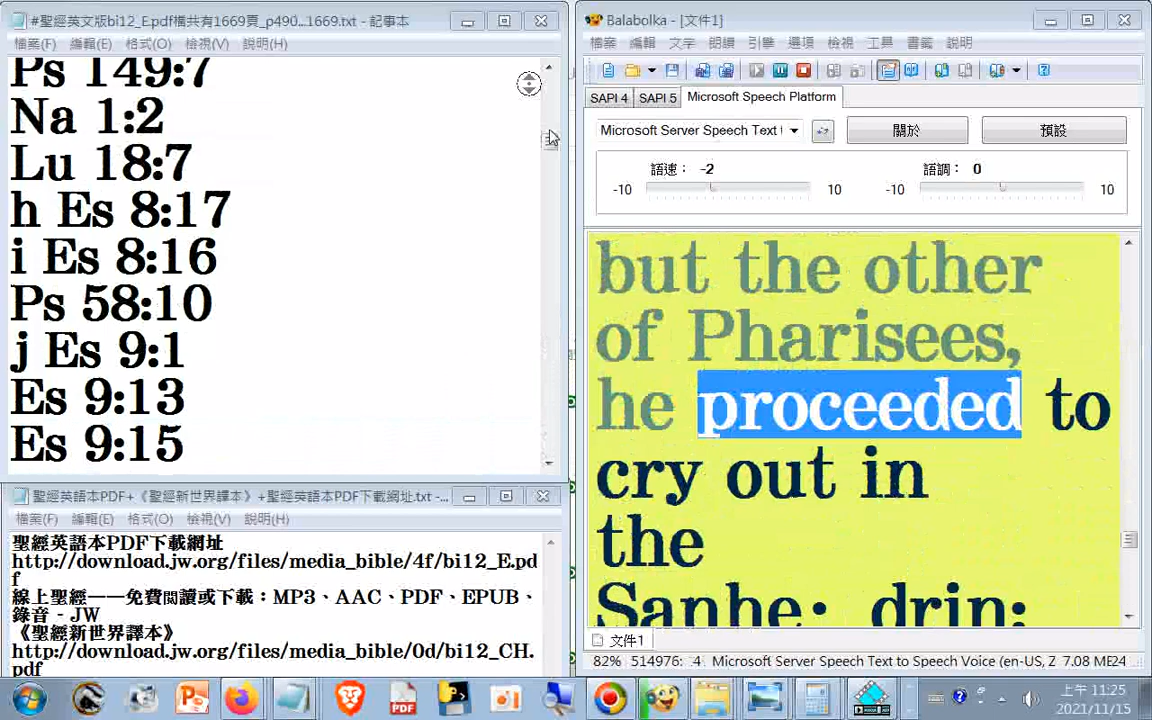 #聖經英文版bi12_E.pdf檔共有1669頁_p490...1669.txt - 記事本
檔案(F) 編輯(E) 格式(O) 檢視(V) 說明(H)
Ps 149:7
Na 1:2
Lu 18:7
h Es 8:17
i Es 8:16
Ps 58:10
j Es 9:1
Es 9:13
Es 9:15
聖經英語本PDF+《聖經新世界譯本》+聖經英語本PDF下載網址.txt -...
檔案(F) 編輯(E) 格式(O) 檢視(V) 說明(H)
聖經英語本PDF下載網址
http://download.jw.org/files/media_bible/4f/bi12_E.pd
f
線上聖經──免費閱讀或下載：MP3、AAC、PDF、EPUB、
錄音 - JW
《聖經新世界譯本》
http://download.jw.org/files/media_bible/0d/bi12_CH.
pdf
Balabolka - [文件1]
檔案 編輯 文字 朗讀 引擎 選項 檢視 工具 書籤 說明
SAPI 4 SAPI 5 Microsoft Speech Platform
Microsoft Server Speech Text 關於 預設
語速： -2 語調： 0
-10 10 -10 10
but the other
of Pharisees,
he proceeded to
cry out in
the
Sanhe· drin:
文件1
82% 514976: .4 Microsoft Server Speech Text to Speech Voice (en-US, Z 7.08 ME24
上午 11:25
2021/11/15